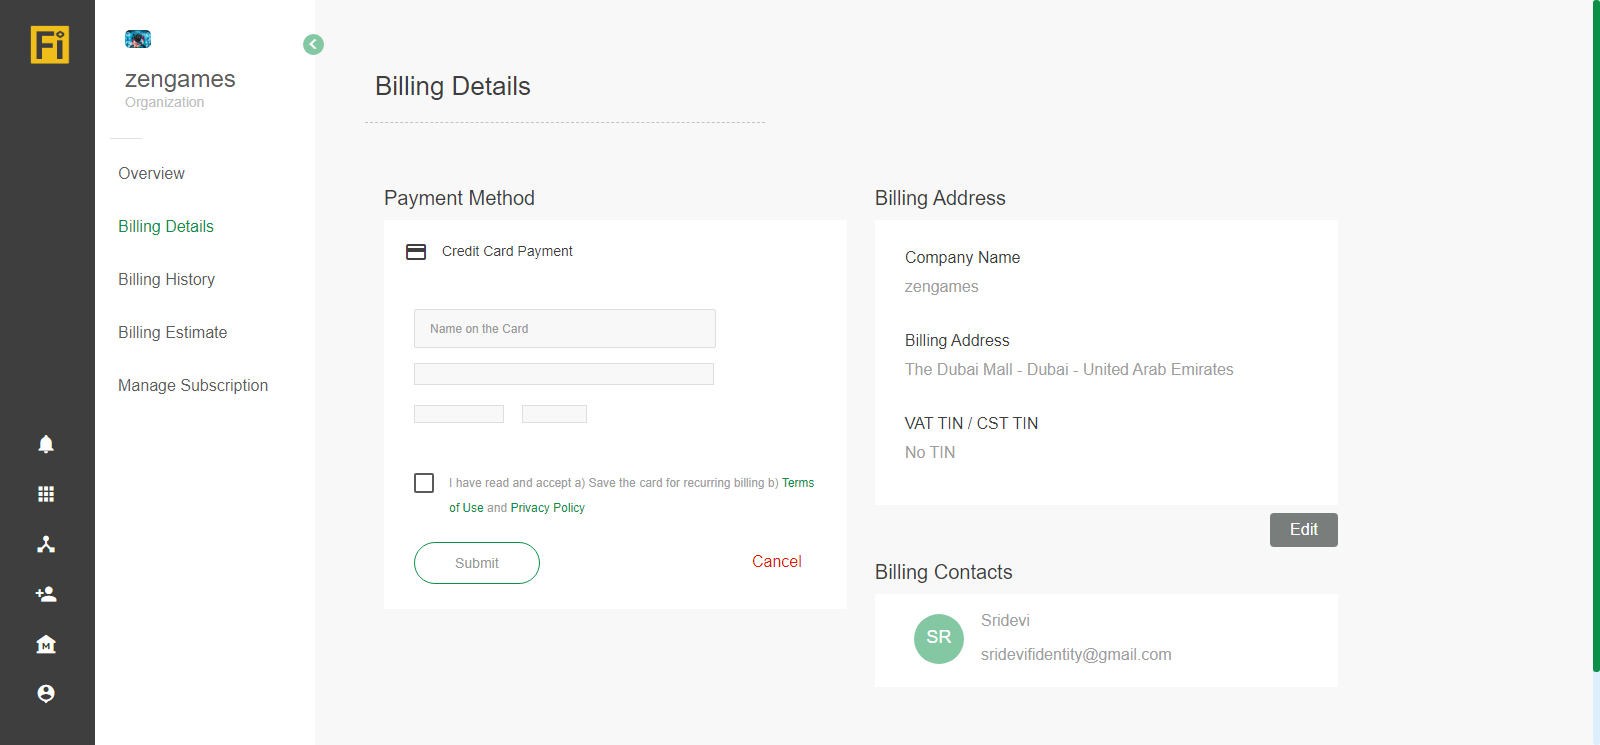 Fi
zengames
Organization
Overview
Billing Details
Billing History
Billing Estimate
Manage Subscription
M
Billing Details
Payment Method
Credit Card Payment
Name on the Card
I have read and accept a) Save the card for recurring billing b) Terms
of Use and Privacy Policy
Submit
Cancel
Billing Address
Company Name
zengames
Billing Address
The Dubai Mall - Dubai - United Arab Emirates
VAT TIN / CST TIN
No TIN
Edit
Billing Contacts
SR
Sridevi
sridevifidentity@gmail.com